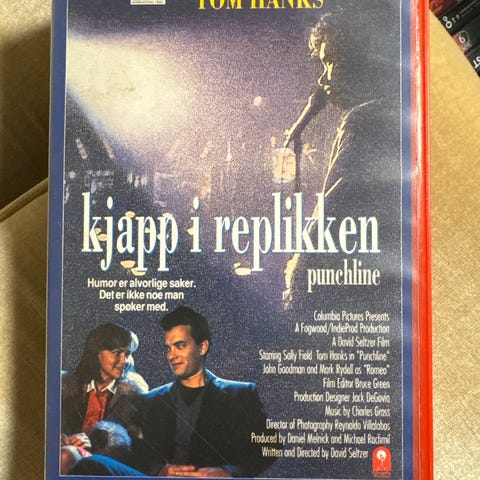 TOM HANKS
kjapp i replikken
punchline
Humor er alvorlige saker.
Det er ikke noe man
spøker med.
Columbia Pictures Presents
A Fogwood/IndieProd Production
A David Seltzer Film
Starring Sally Field Tom Hanks in "Punchline"
John Goodman and Mark Rydell as "Romeo"
Film Editor Bruce Green
Production Designer Jack DeGovia
Music by Charles Gross
Director of Photography Reynaldo Villalobos
Produced by Daniel Melnick and Michael Rachmil
Written and Directed by David Seltzer